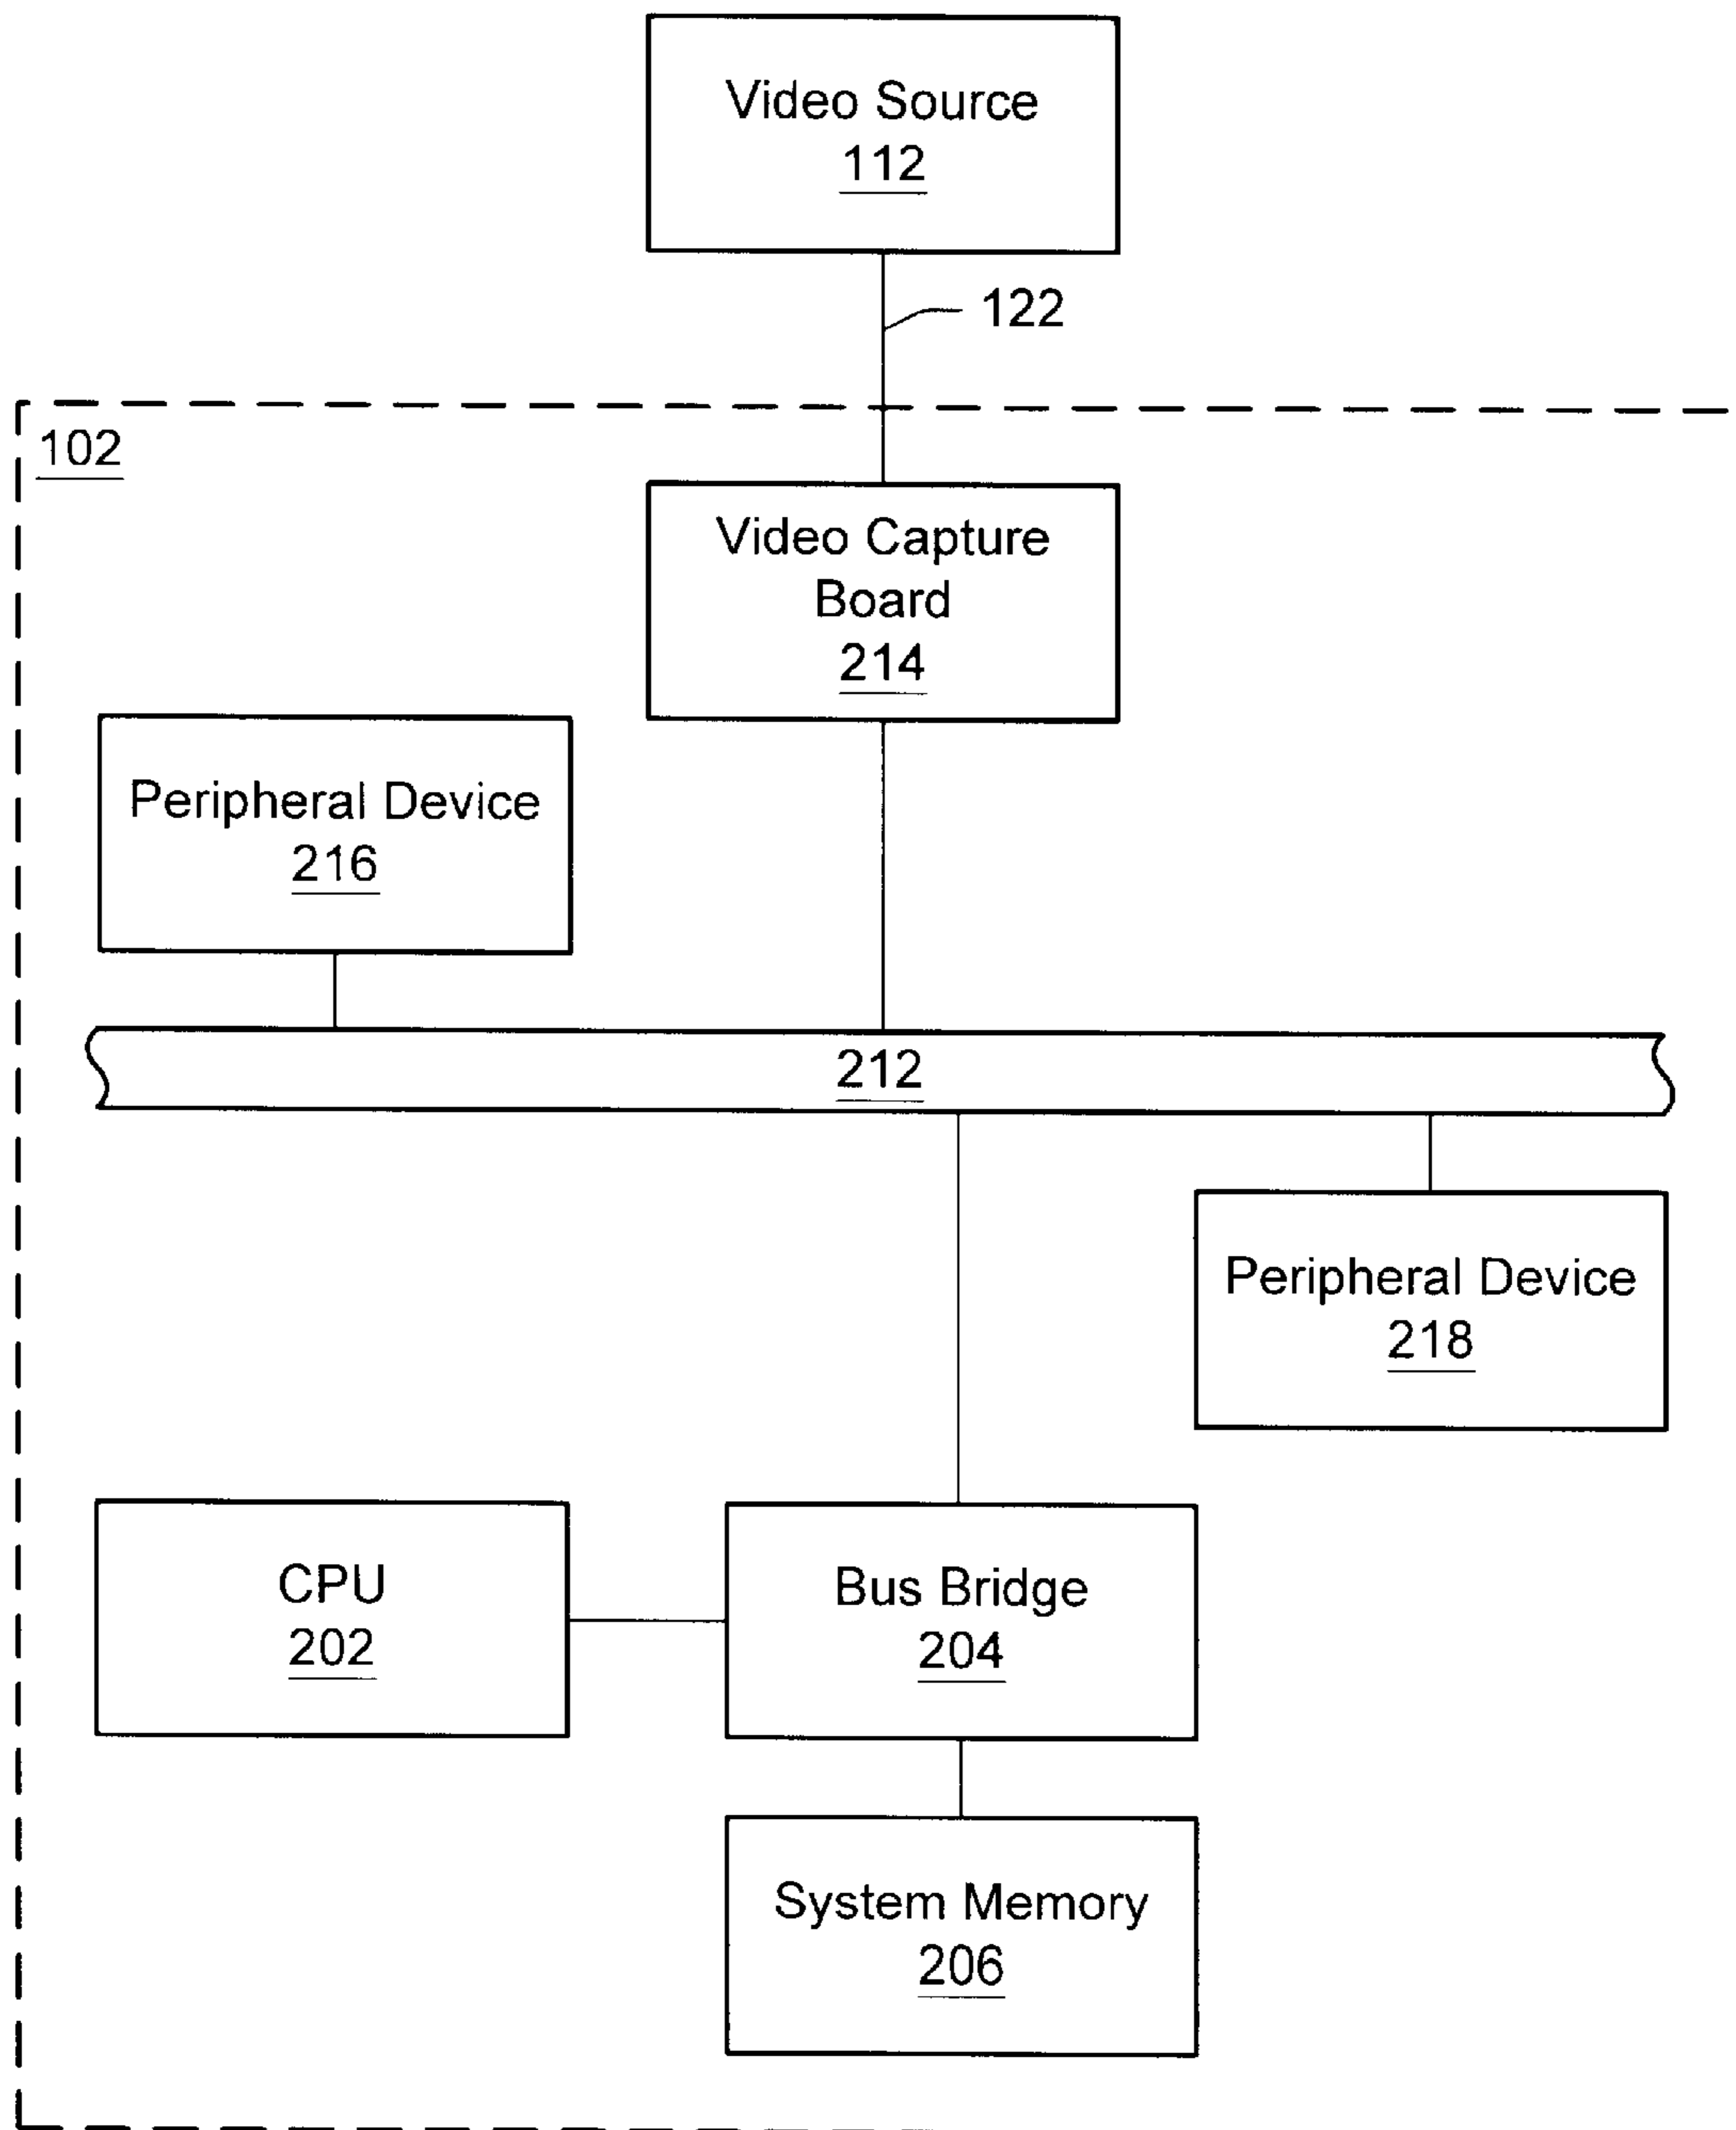 Video Source
112
122
102
Video Capture
Board
214
Peripheral Device
216
212
Peripheral Device
218
CPU
202
Bus Bridge
204
System Memory
206